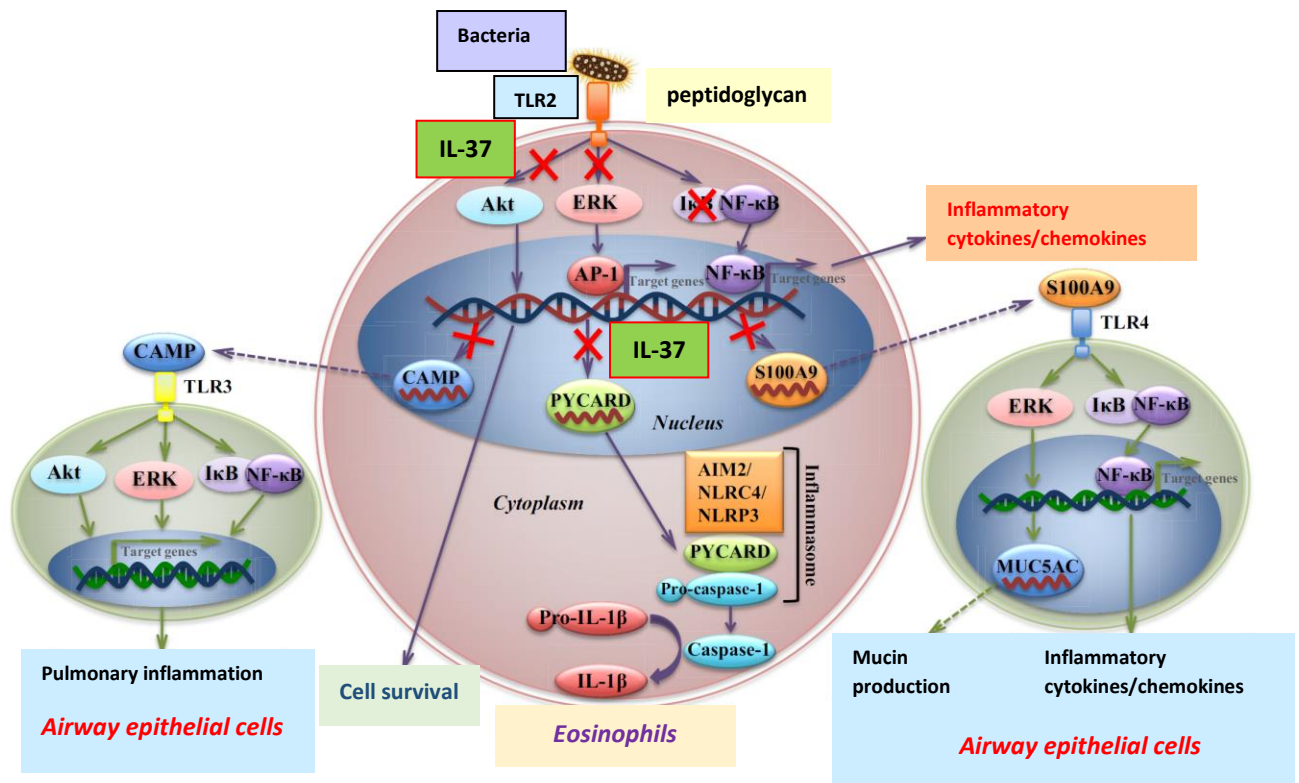 Bacteria
TLR2
peptidoglycan
IL-37
Akt
ERK
IκB
NF-κB
Inflammatory
cytokines/chemokines
AP-1
Target genes
NF-κB
Target genes
S100A9
TLR4
IL-37
CAMP
TLR3
CAMP
PYCARD
S100A9
Nucleus
ERK
IκB
NF-κB
Akt
ERK
IκB
NF-κB
AIM2/
NLRC4/
NLRP3
Inflammasome
NF-κB
Target genes
Cytoplasm
Target genes
PYCARD
MUC5AC
Pro-caspase-1
Pro-IL-1β
Caspase-1
IL-1β
Pulmonary inflammation
Airway epithelial cells
Cell survival
Eosinophils
Mucin
production
Inflammatory
cytokines/chemokines
Airway epithelial cells